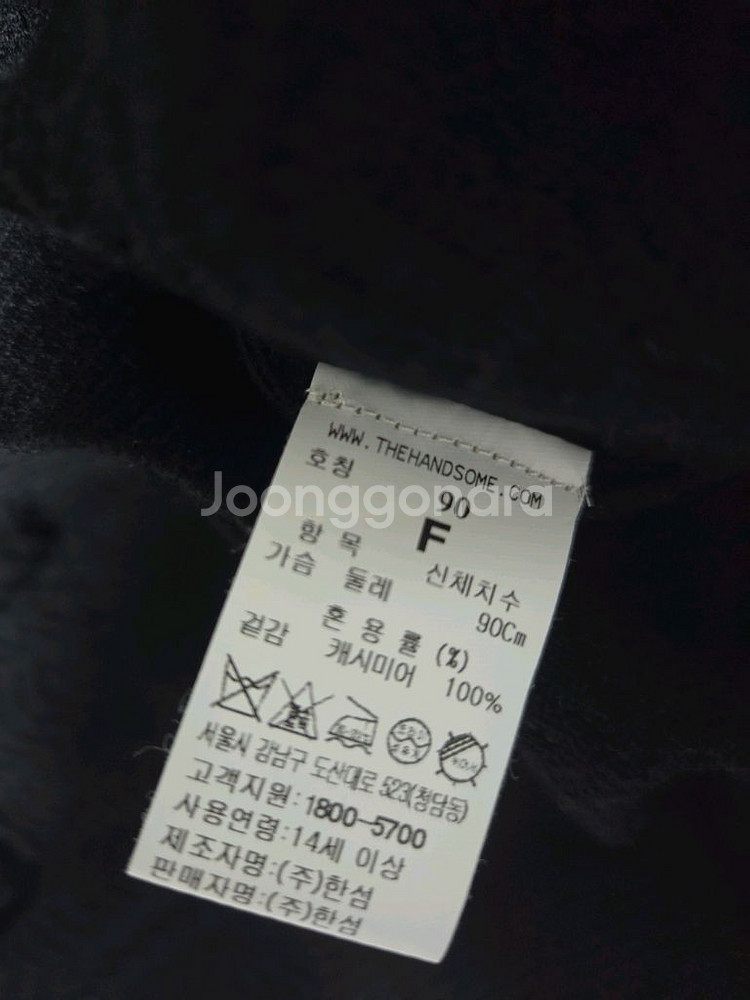 WWW.THEHANDSOME.COM
호칭 90
F
항 목 신체치수
가슴 둘레 90Cm
혼 용 률 (%)
겉감 캐시미어 100%
서울시 강남구 도산대로 523(청담동)
고객지원:1800-5700
사용연령:14세 이상
제조자명:(주)한섬
판매자명:(주)한섬
Joonggonara